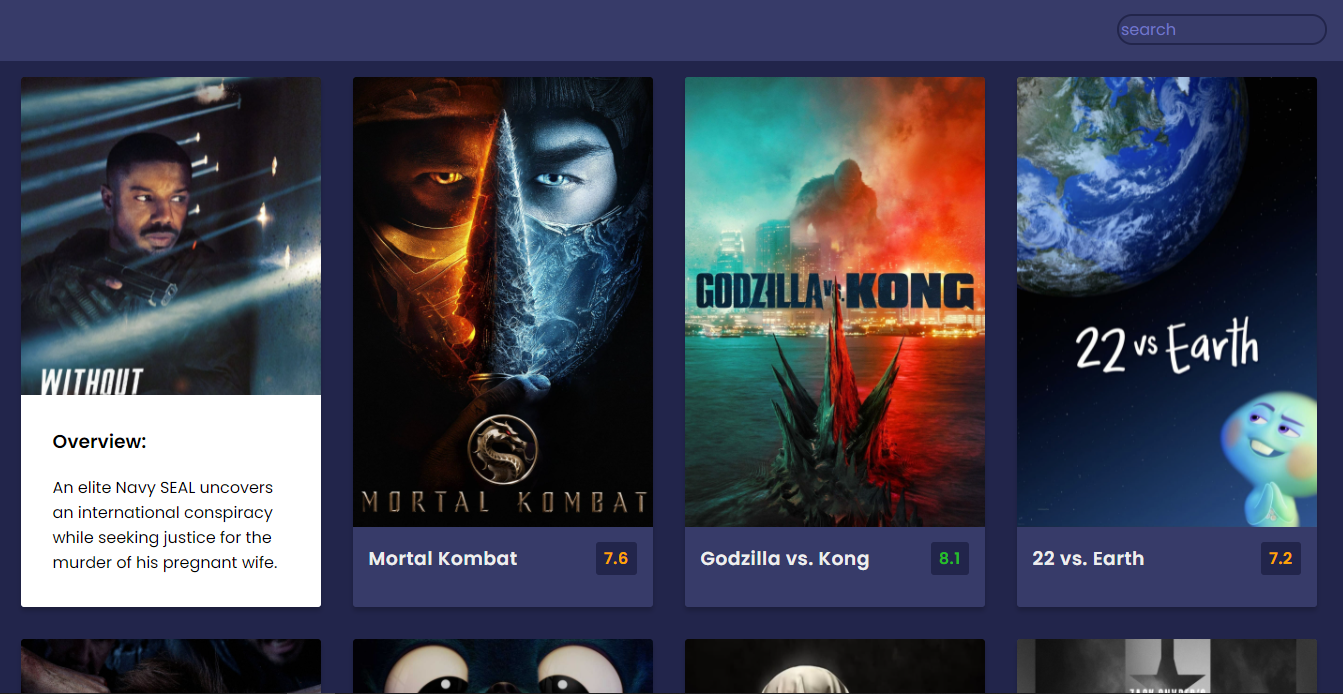 search
WITHOUT
Overview:
An elite Navy SEAL uncovers
an international conspiracy
while seeking justice for the
murder of his pregnant wife.
MORTAL KOMBAT
Mortal Kombat
7.6
GODZILLA VS. KONG
Godzilla vs. Kong
8.1
22 vs Earth
22 vs. Earth
7.2
ZACK SNYDER'S